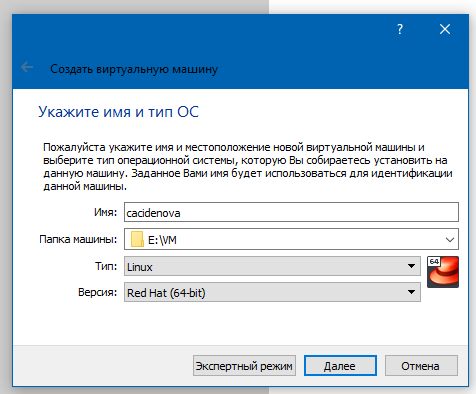 ?
Создать виртуальную машину
Укажите имя и тип ОС
Пожалуйста укажите имя и местоположение новой виртуальной машины и
выберите тип операционной системы, которую Вы собираетесь установить на
данную машину. Заданное Вами имя будет использоваться для идентификации
данной машины.
Имя: cacidenova
Папка машины: E:\VM
Тип: Linux 64
Версия: Red Hat (64-bit)
Экспертный режим Далее Отмена